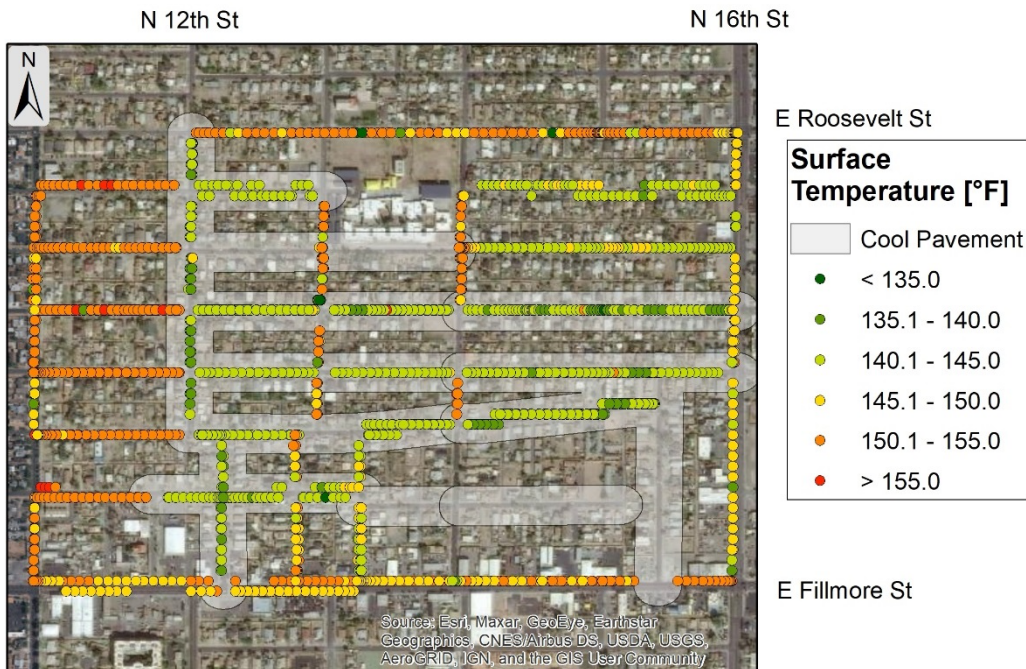 N 12th St
N 16th St
N
E Roosevelt St
Surface
Temperature [°F]
Cool Pavement
< 135.0
135.1 - 140.0
140.1 - 145.0
145.1 - 150.0
150.1 - 155.0
> 155.0
E Fillmore St
Source: Esri, Maxar, GeoEye, Earthstar
Geographics, CNES/Airbus DS, USDA, USGS,
AeroGRID, IGN, and the GIS User Community